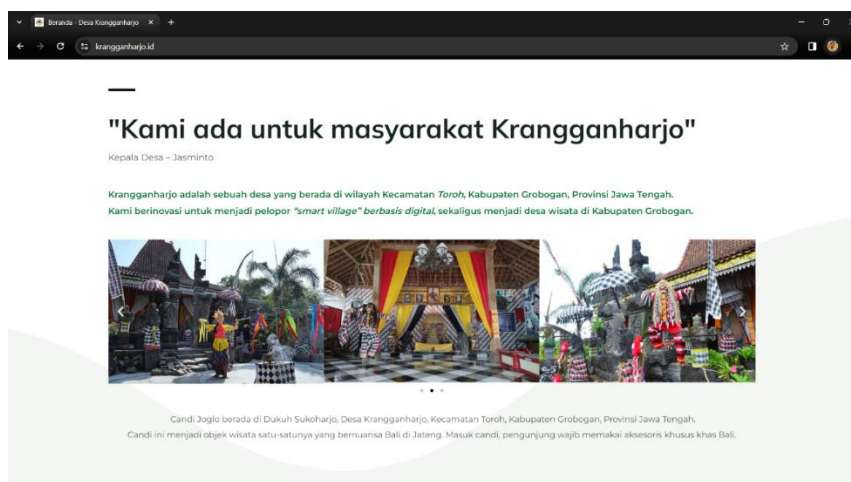 Beranda - Desa Krangganharjo
krangganharjo.id
"Kami ada untuk masyarakat Krangganharjo"
Kepala Desa – Jasminto
Krangganharjo adalah sebuah desa yang berada di wilayah Kecamatan Toroh, Kabupaten Grobogan, Provinsi Jawa Tengah.
Kami berinovasi untuk menjadi pelopor "smart village" berbasis digital, sekaligus menjadi desa wisata di Kabupaten Grobogan.
Candi Joglo berada di Dukuh Sukoharjo, Desa Krangganharjo, Kecamatan Toroh, Kabupaten Grobogan, Provinsi Jawa Tengah.
Candi ini menjadi objek wisata satu-satunya yang bernuansa Bali di Jateng. Masuk candi, pengunjung wajib memakai aksesoris khusus khas Bali.